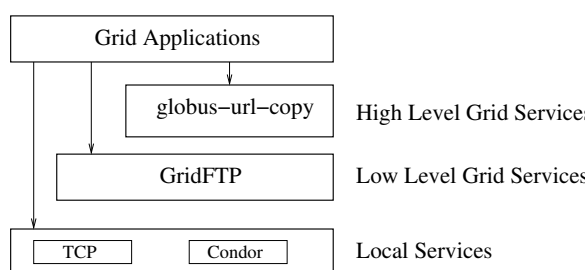 Grid Applications
globus-url-copy
High Level Grid Services
GridFTP
Low Level Grid Services
TCP
Condor
Local Services